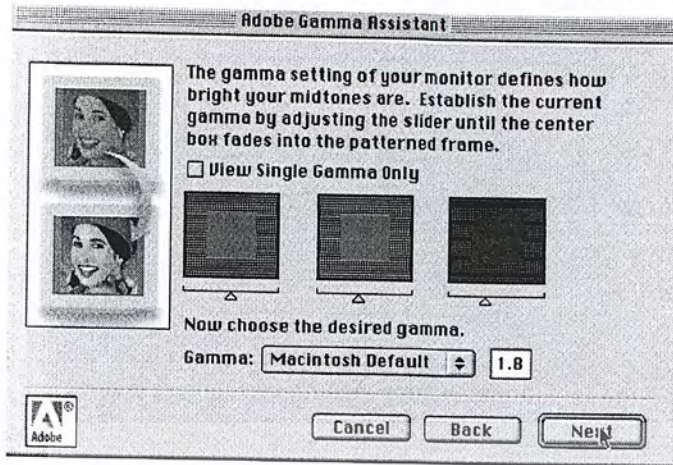 Adobe Gamma Assistant
The gamma setting of your monitor defines how
bright your midtones are. Establish the current
gamma by adjusting the slider until the center
box fades into the patterned frame.
View Single Gamma Only
Now choose the desired gamma.
Gamma: Macintosh Default 1.8
Adobe ®
Cancel Back Next